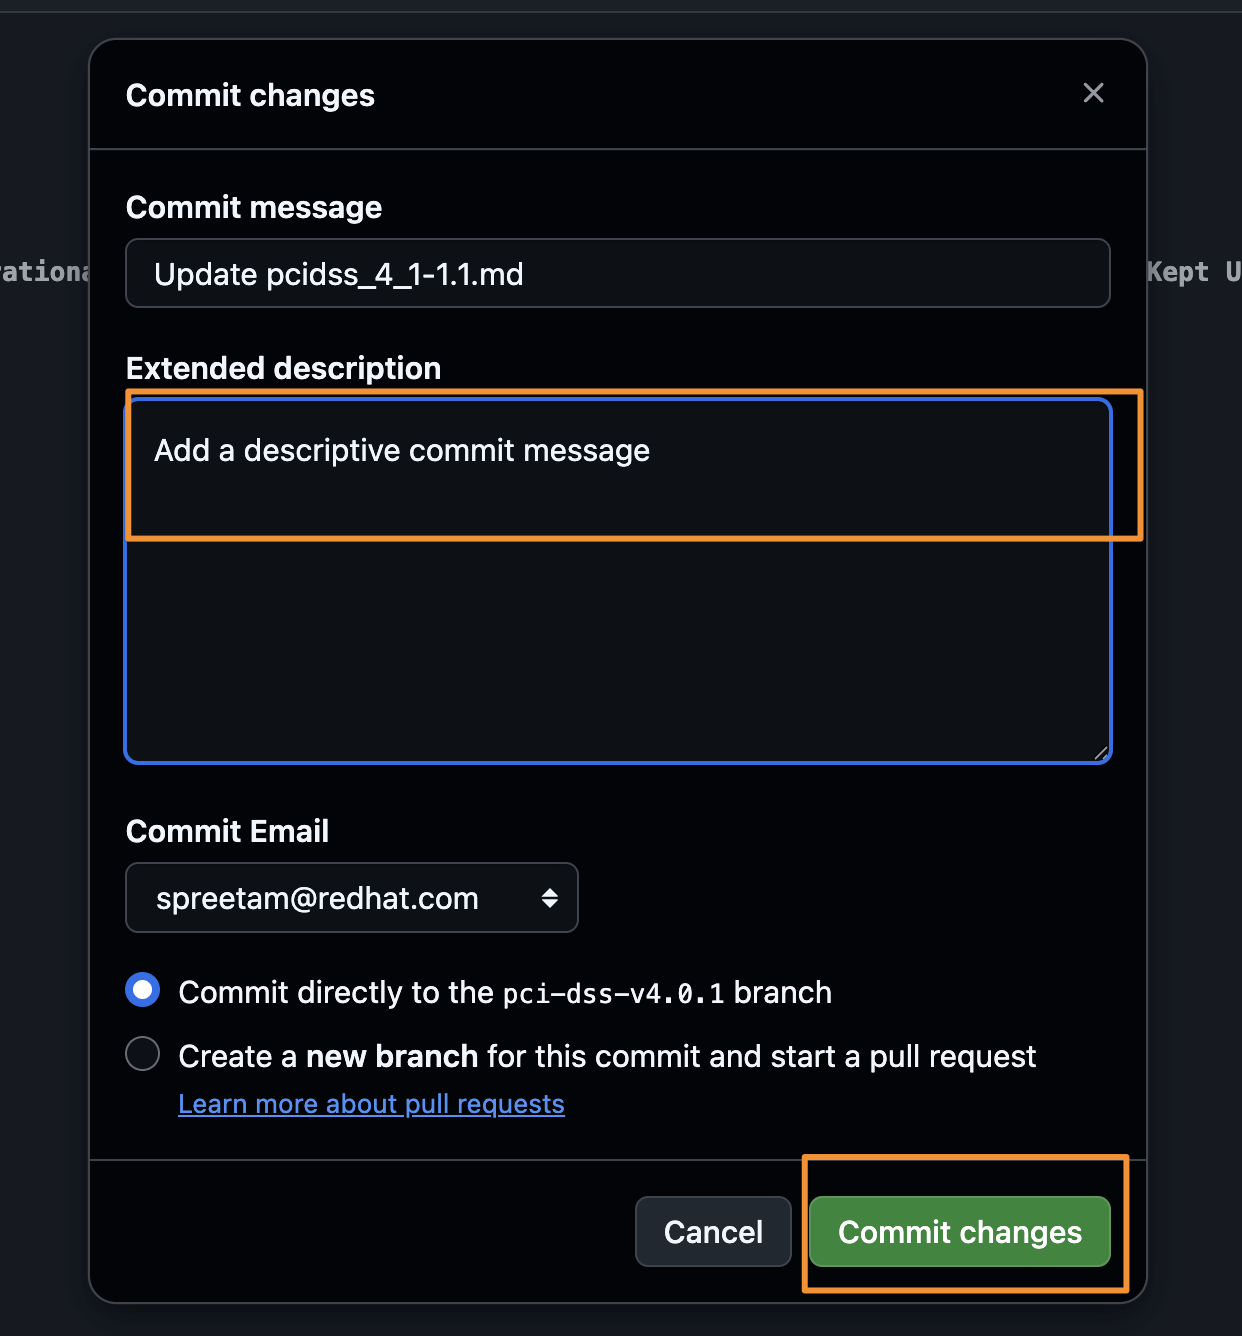 Commit changes
Commit message
Update pcidss_4_1-1.1.md
Kept
Extended description
Add a descriptive commit message
Commit Email
spreetam@redhat.com
Commit directly to the pci-dss-v4.0.1 branch
Create a new branch for this commit and start a pull request
Learn more about pull requests
Cancel
Commit changes